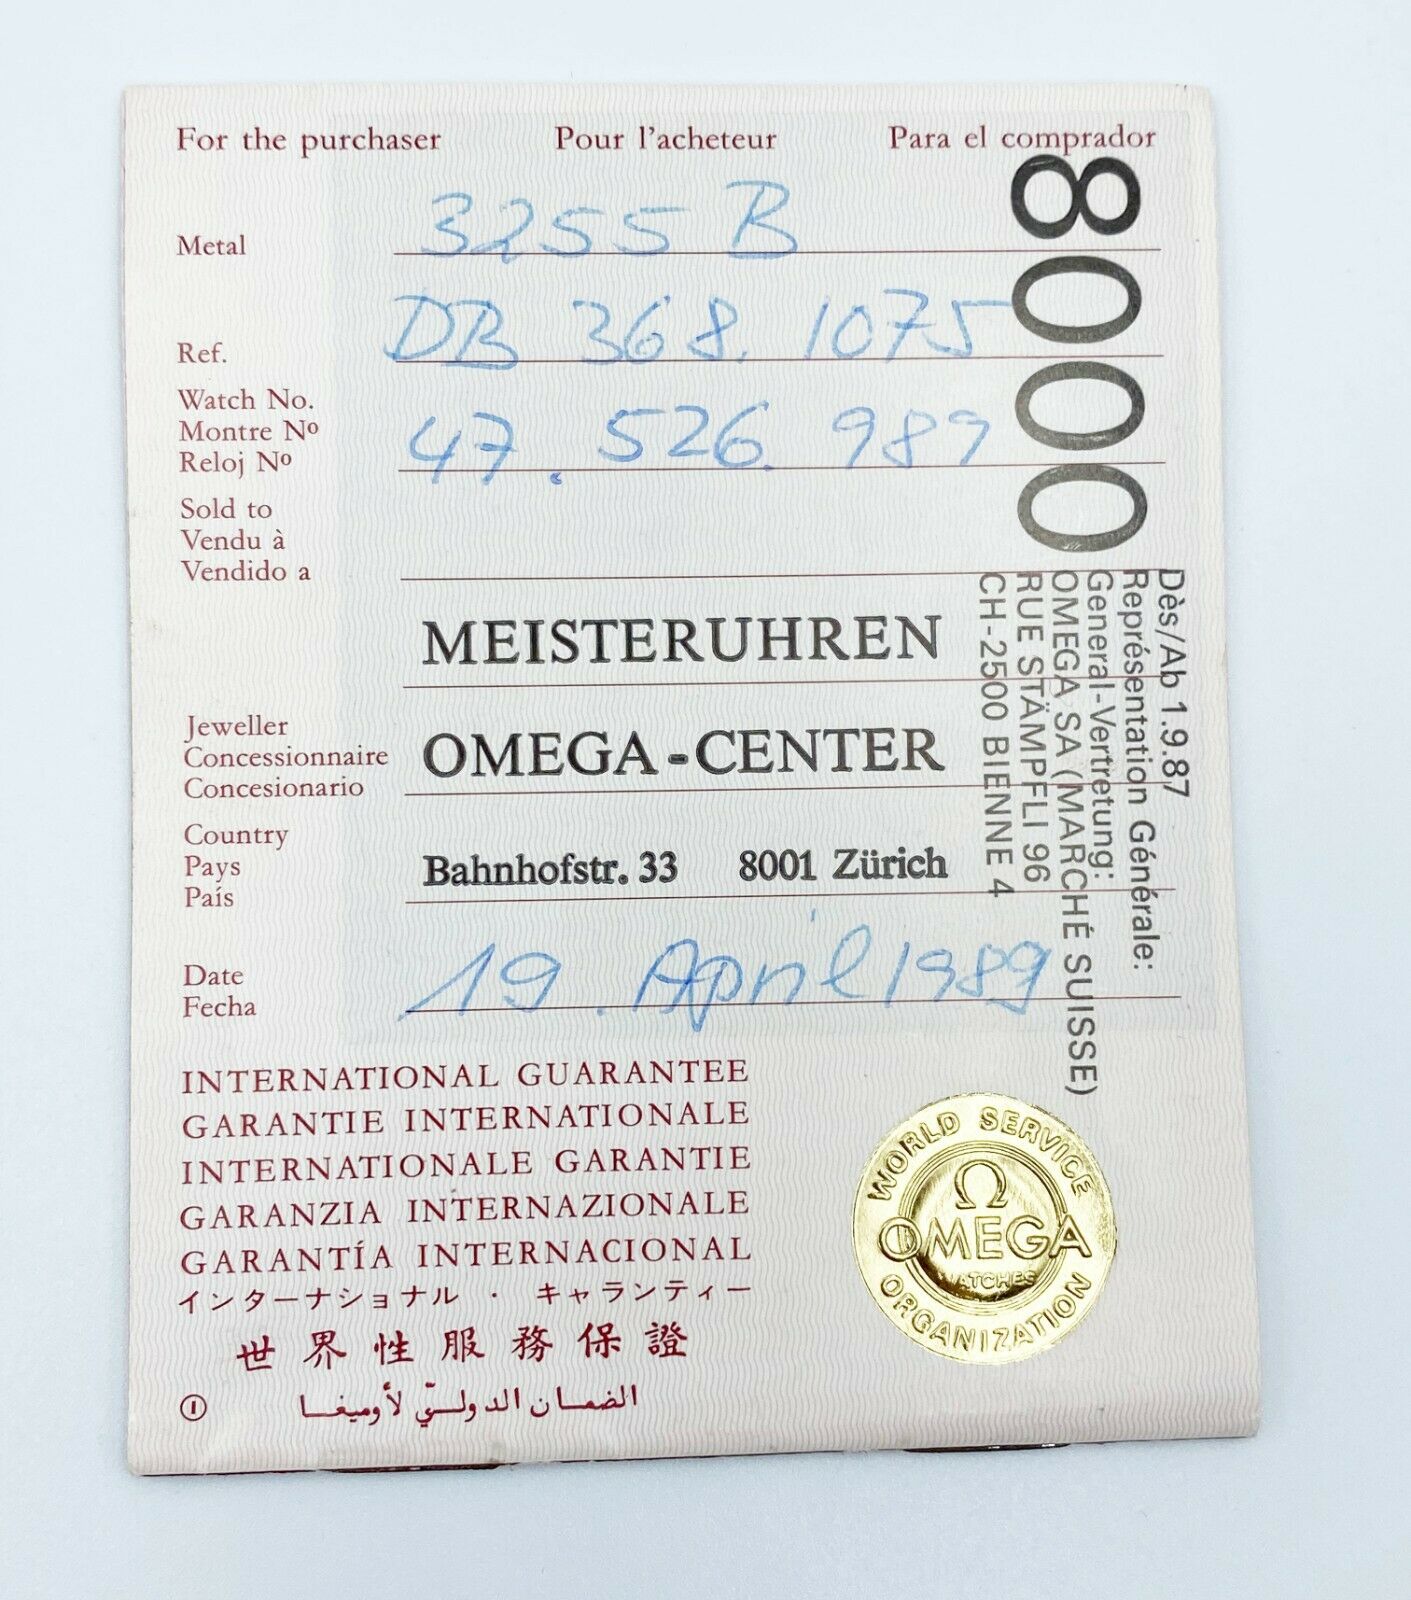 For the purchaser Pour l'acheteur Para el comprador
Metal 3255 B
Ref. DB 368. 1075
Watch No.
Montre Nº 47. 526. 989
Reloj Nº
Sold to
Vendu à
Vendido a
MEISTERUHREN
Jeweller
Concessionnaire OMEGA-CENTER
Concesionario
Country
Pays Bahnhofstr. 33 8001 Zürich
País
Date 19. April 1989
Fecha
8000
Dès/Ab 1.9.87
Représentation Générale:
General-Vertretung:
OMEGA SA (MARCHÉ SUISSE)
RUE STÄMPFLI 96
CH-2500 BIENNE 4
INTERNATIONAL GUARANTEE
GARANTIE INTERNATIONALE
INTERNATIONALE GARANTIE
GARANZIA INTERNAZIONALE
GARANTÍA INTERNACIONAL
インターナショナル・キャランティー
世界性服務保證
الضمان الدولي لأوميغا
1
WORLD SERVICE
Ω
OMEGA
WATCHES
ORGANIZATION